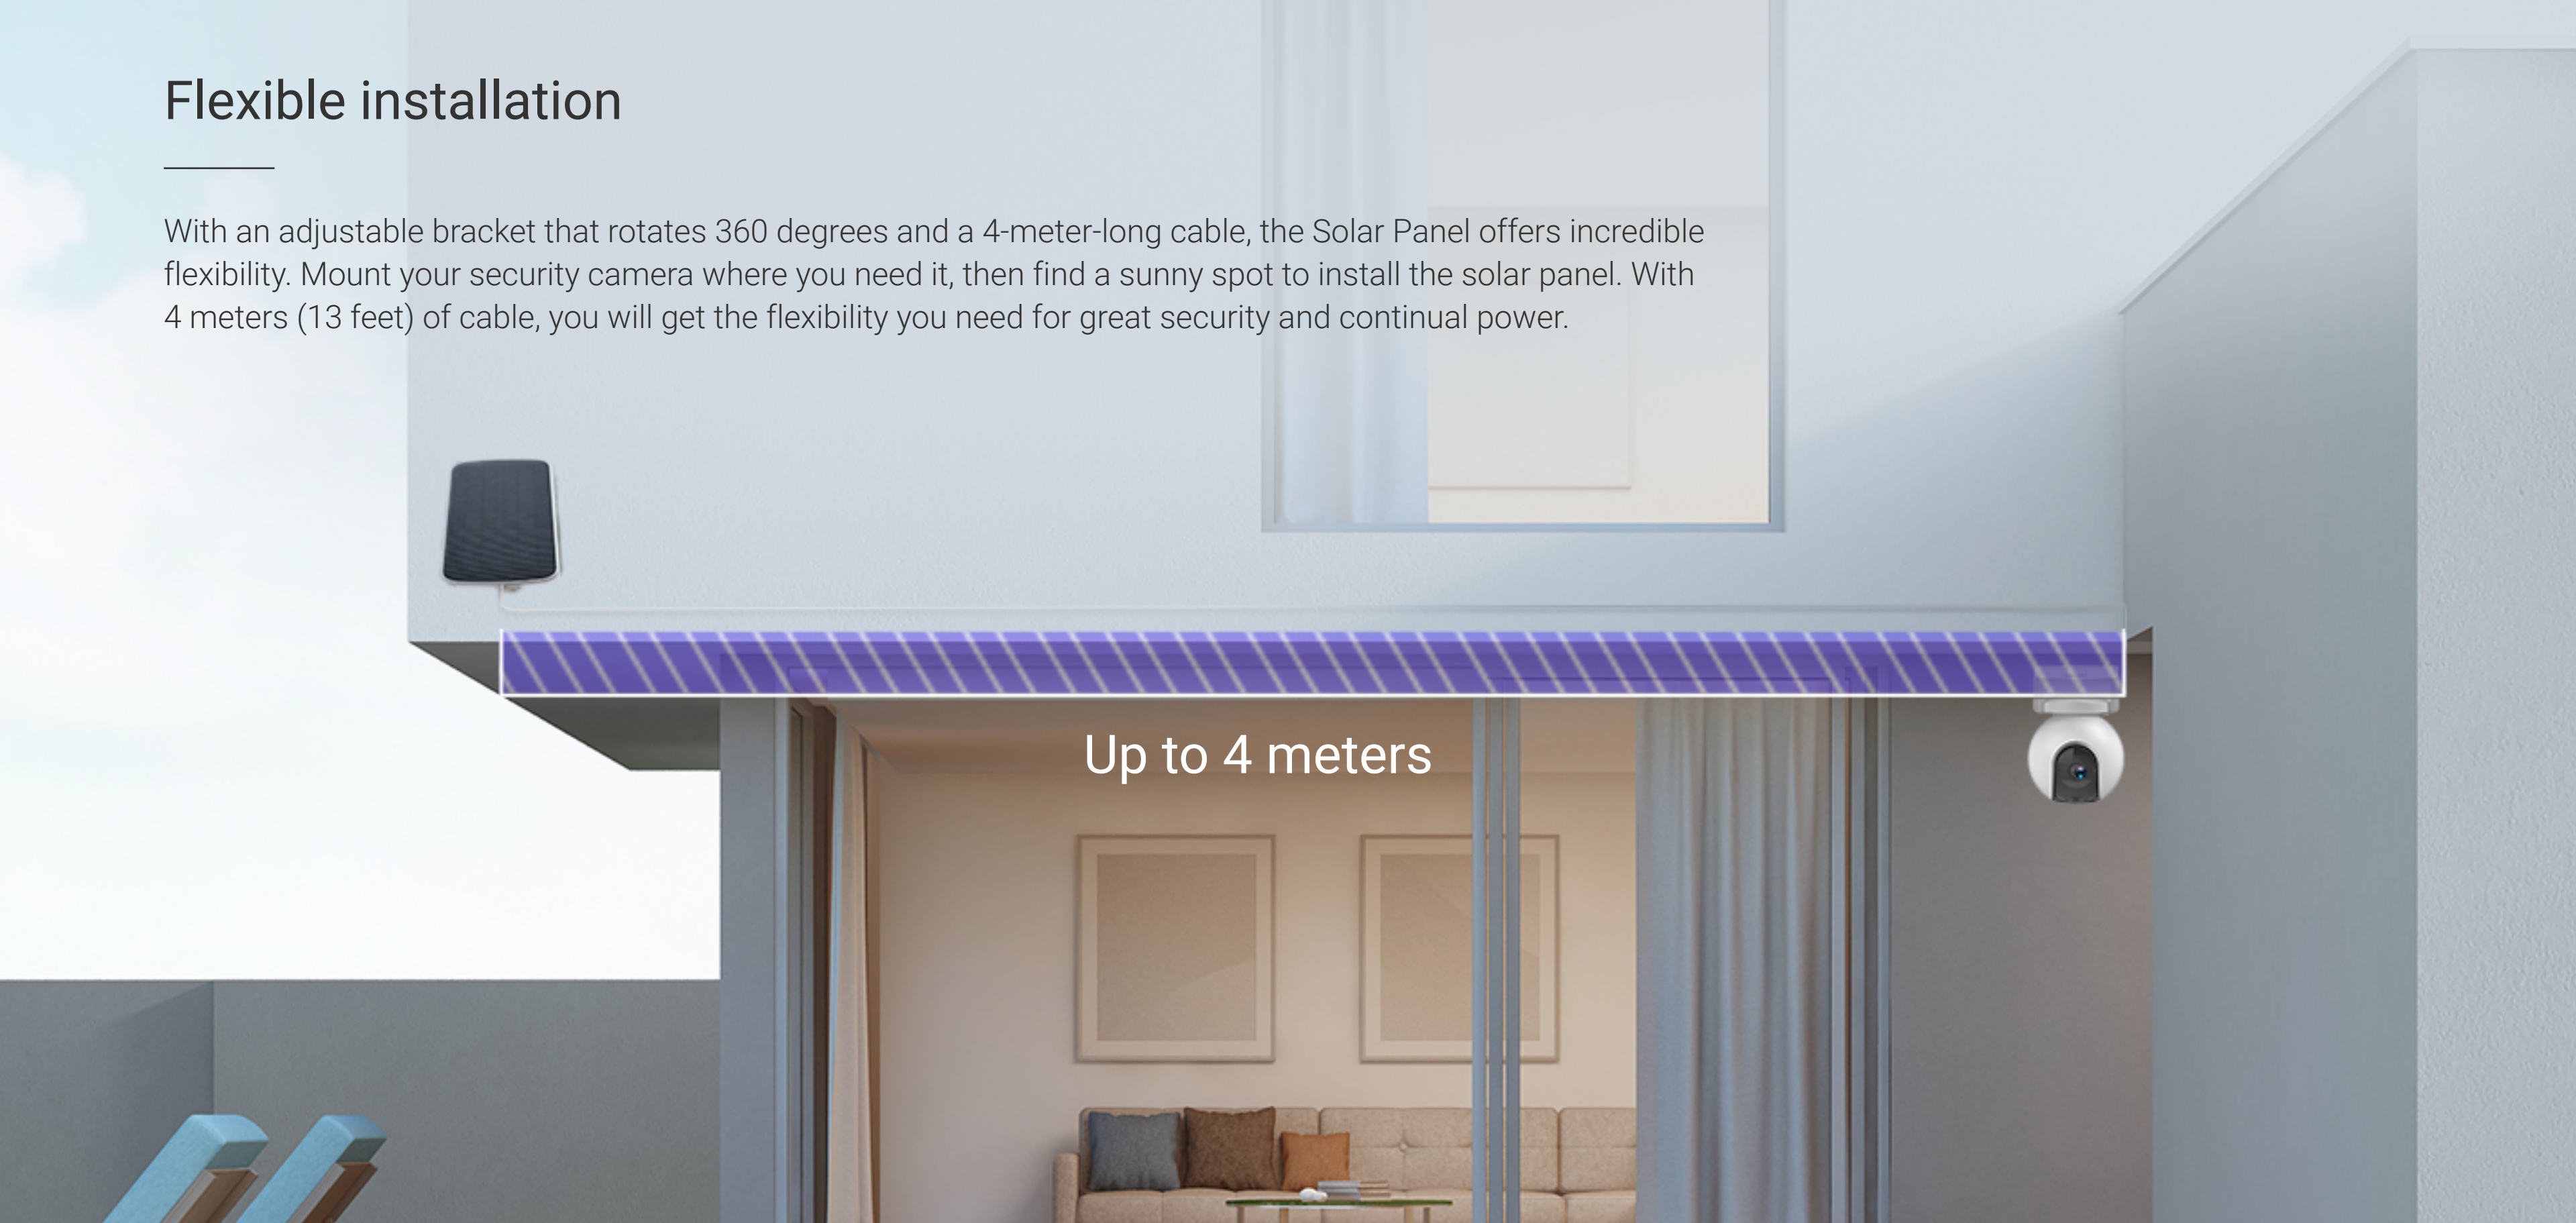 Flexible installation
With an adjustable bracket that rotates 360 degrees and a 4-meter-long cable, the Solar Panel offers incredible
flexibility. Mount your security camera where you need it, then find a sunny spot to install the solar panel. With
4 meters (13 feet) of cable, you will get the flexibility you need for great security and continual power.
Up to 4 meters